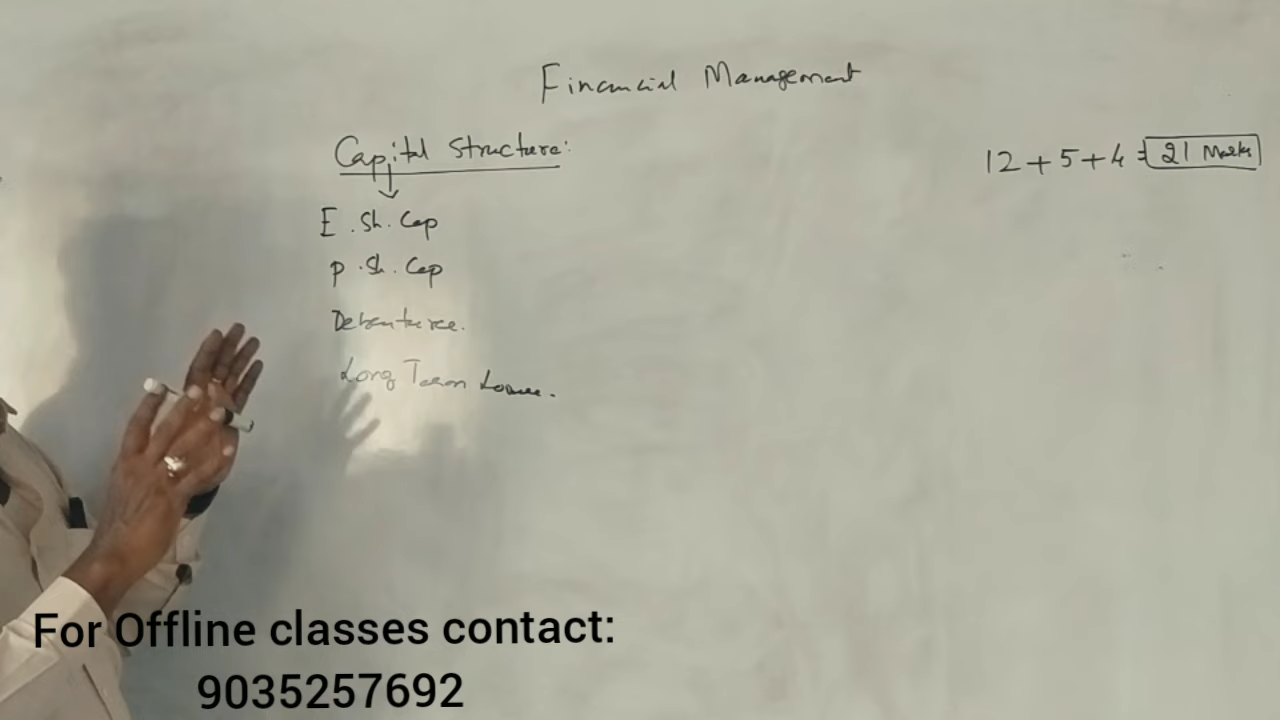 Financial Management
Capital Structure:
12 + 5 + 4 = 21 Marks
E. Sh. Cap
P. Sh. Cap
Debenture.
Long Term Loans.
For Offline classes contact:
9035257692